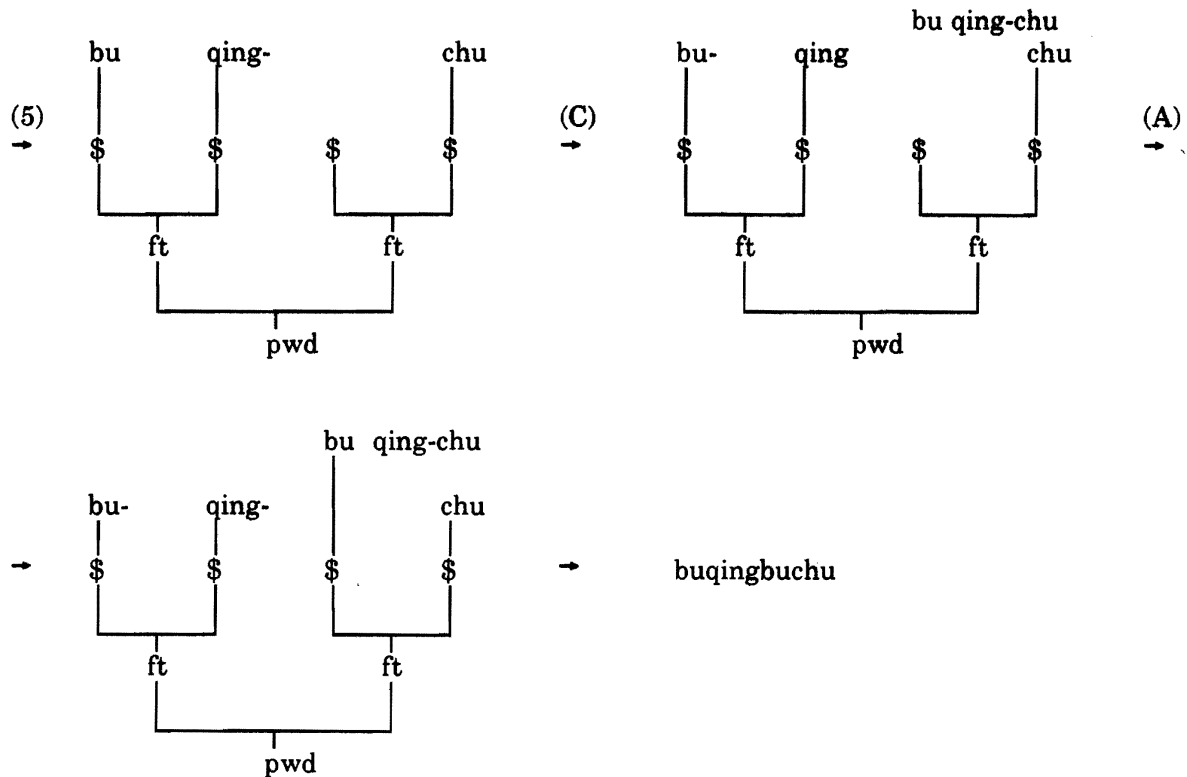 bu qing-chu
bu qing- chu bu- qing chu
(5) (C) (A)
→ $ $ $ $ → $ $ $ $ →
ft ft ft ft
pwd pwd
bu qing-chu
bu- qing- chu
→ $ $ $ $ → buqingbuchu
ft ft
pwd